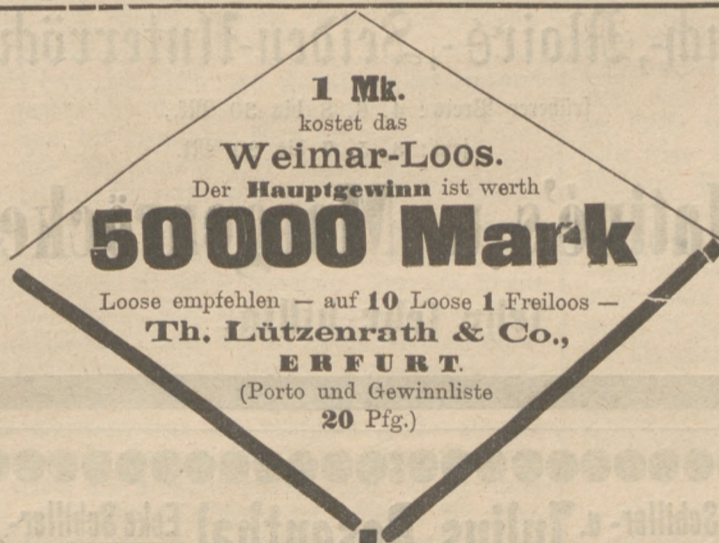 1 Mk.
kostet das
Weimar-Loos.
Der Hauptgewinn ist werth
50000 Mark
Loose empfehlen — auf 10 Loose 1 Freiloos —
Th. Lützenrath & Co.,
ERFURT.
(Porto und Gewinnliste
20 Pfg.)